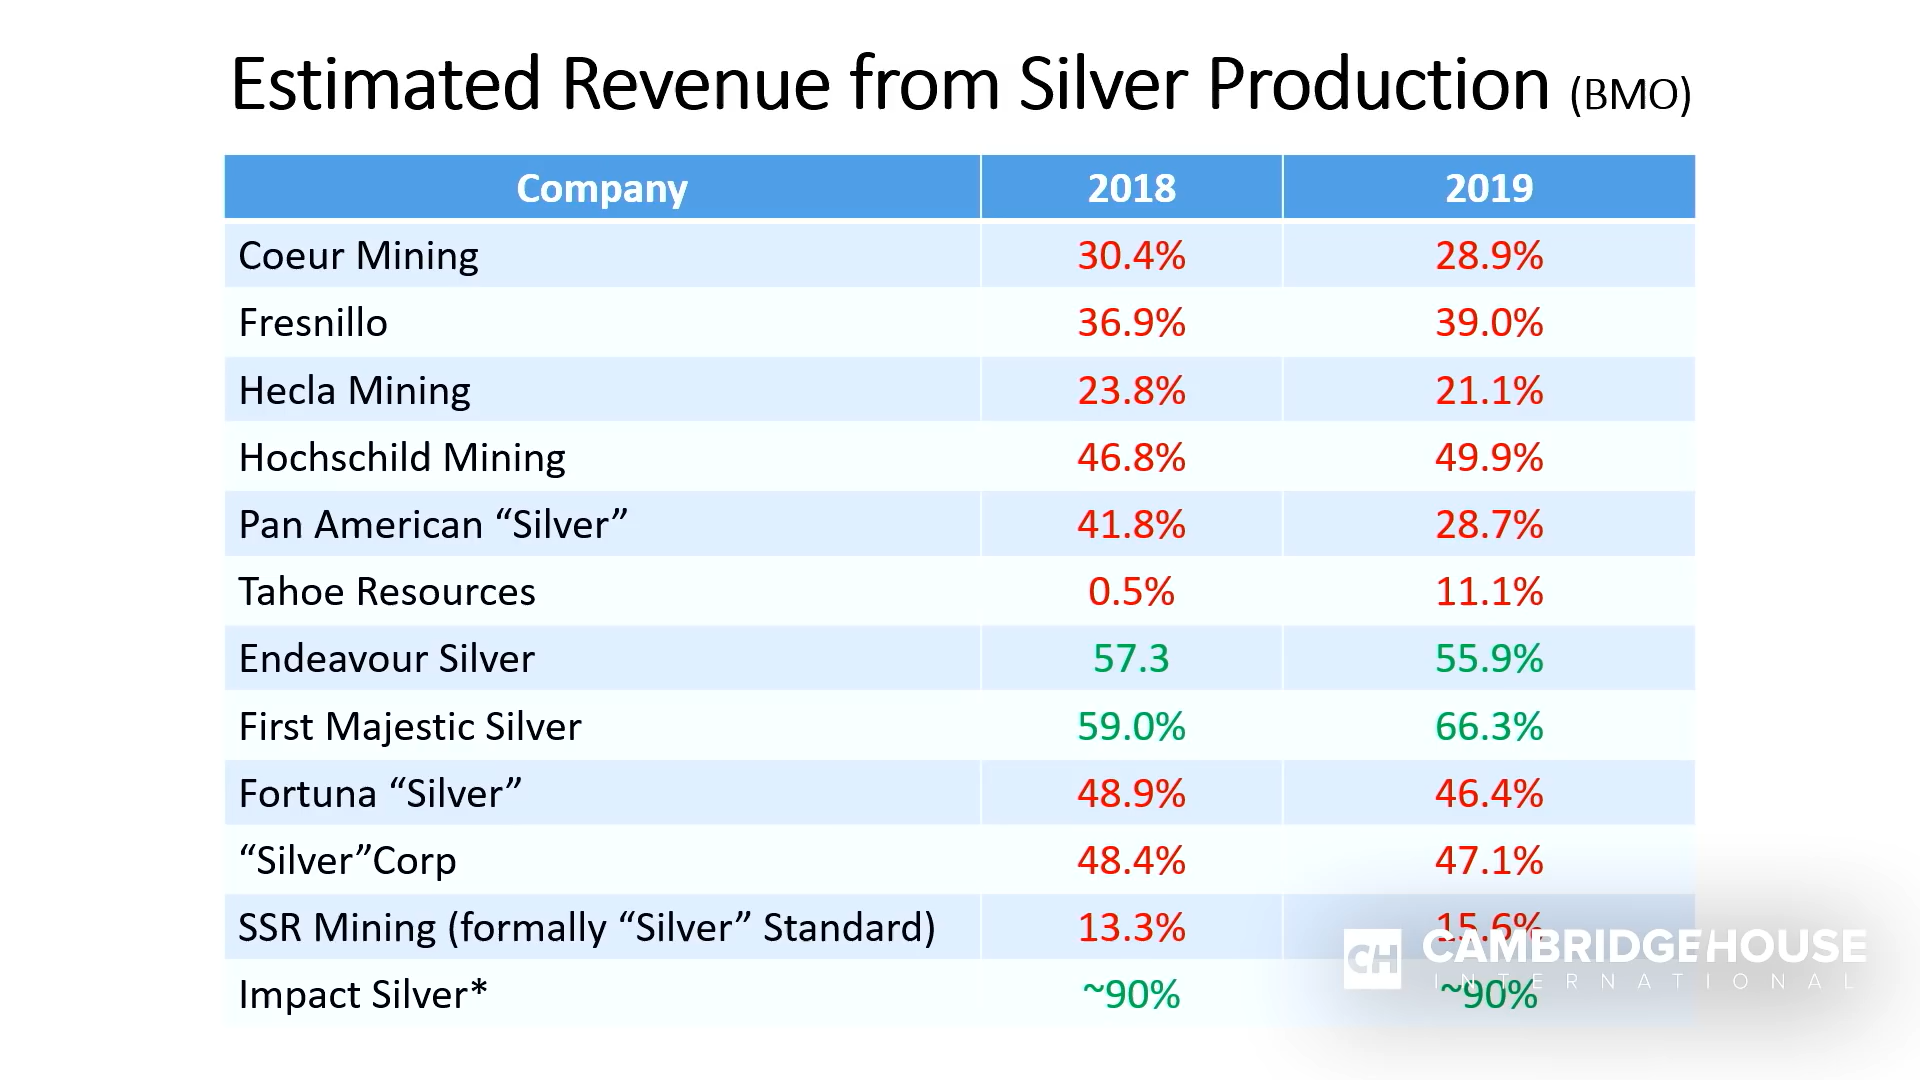 Estimated Revenue from Silver Production (BMO)
Company 2018 2019
Coeur Mining 30.4% 28.9%
Fresnillo 36.9% 39.0%
Hecla Mining 23.8% 21.1%
Hochschild Mining 46.8% 49.9%
Pan American “Silver” 41.8% 28.7%
Tahoe Resources 0.5% 11.1%
Endeavour Silver 57.3 55.9%
First Majestic Silver 59.0% 66.3%
Fortuna “Silver” 48.9% 46.4%
“Silver”Corp 48.4% 47.1%
SSR Mining (formally “Silver” Standard) 13.3% 15.6%
Impact Silver* ~90% ~90%
CH CAMBRIDGEHOUSE
INTERNATIONAL